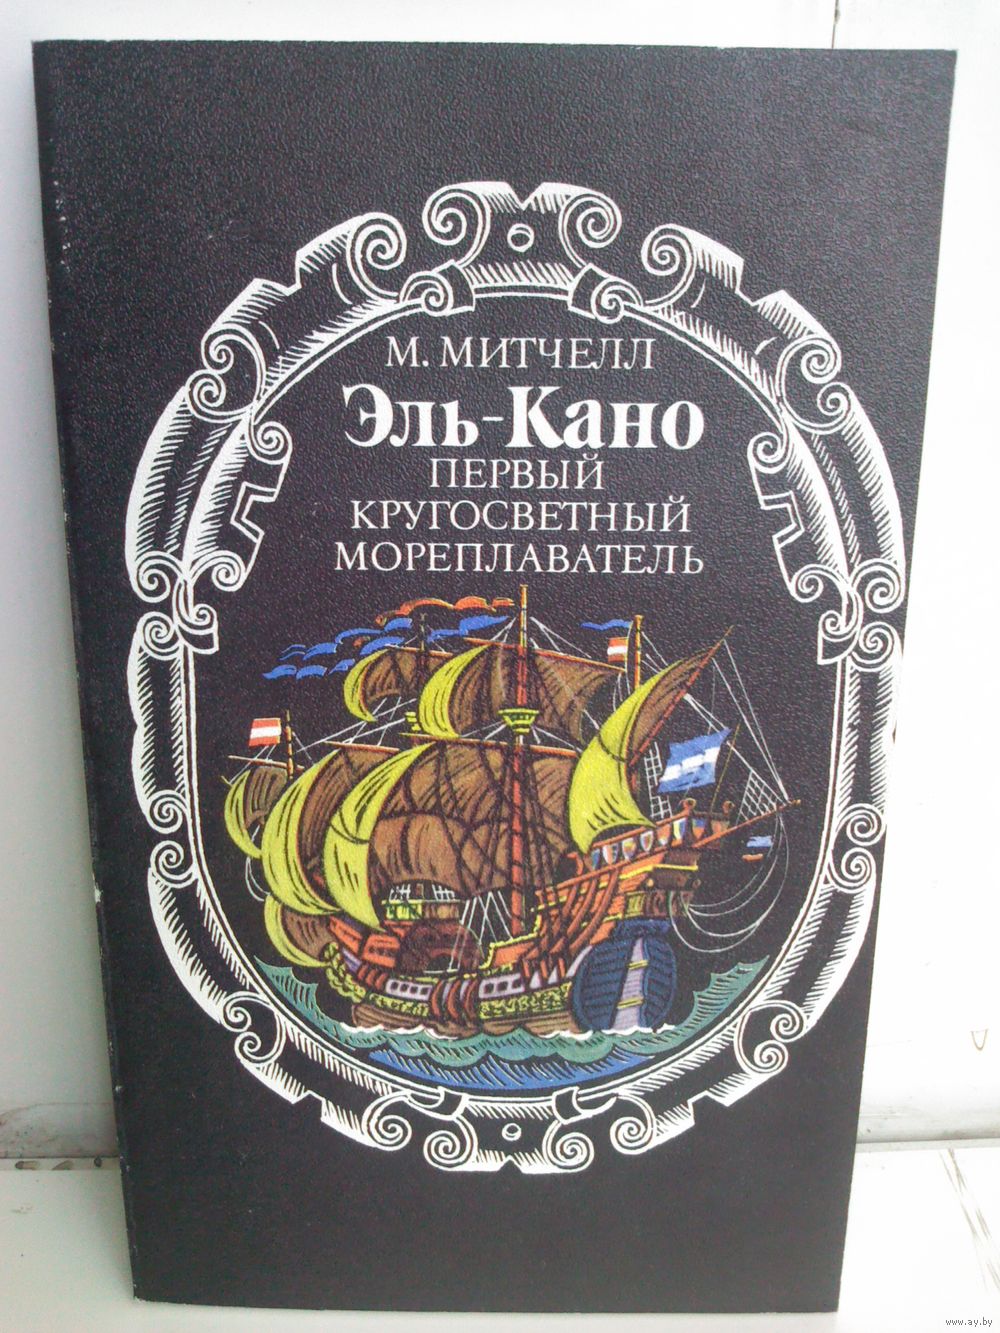 М. МИТЧЕЛЛ
Эль-Кано
ПЕРВЫЙ
КРУГОСВЕТНЫЙ
МОРЕПЛАВАТЕЛЬ
www.ay.by